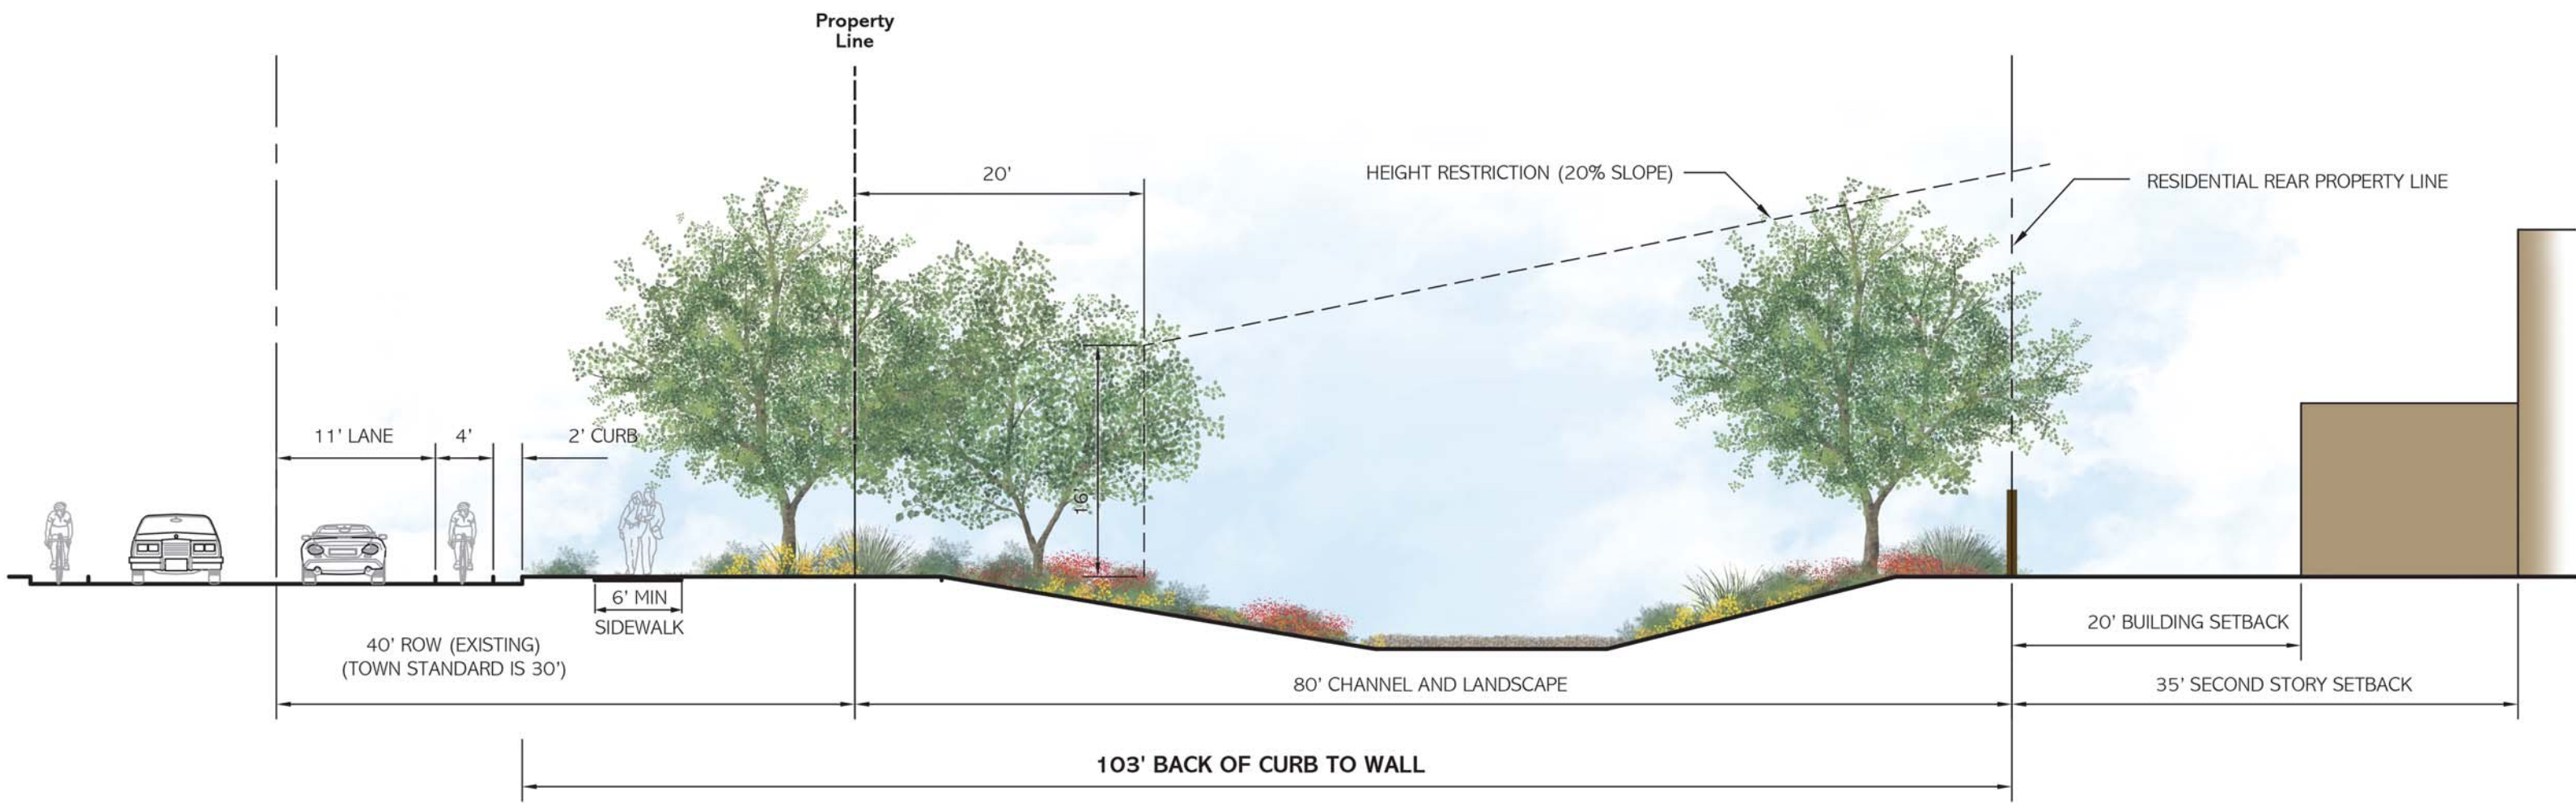 Property
Line
20'
HEIGHT RESTRICTION (20% SLOPE)
RESIDENTIAL REAR PROPERTY LINE
11' LANE
4'
2' CURB
16'
6' MIN
SIDEWALK
40' ROW (EXISTING)
(TOWN STANDARD IS 30')
20' BUILDING SETBACK
80' CHANNEL AND LANDSCAPE
35' SECOND STORY SETBACK
103' BACK OF CURB TO WALL